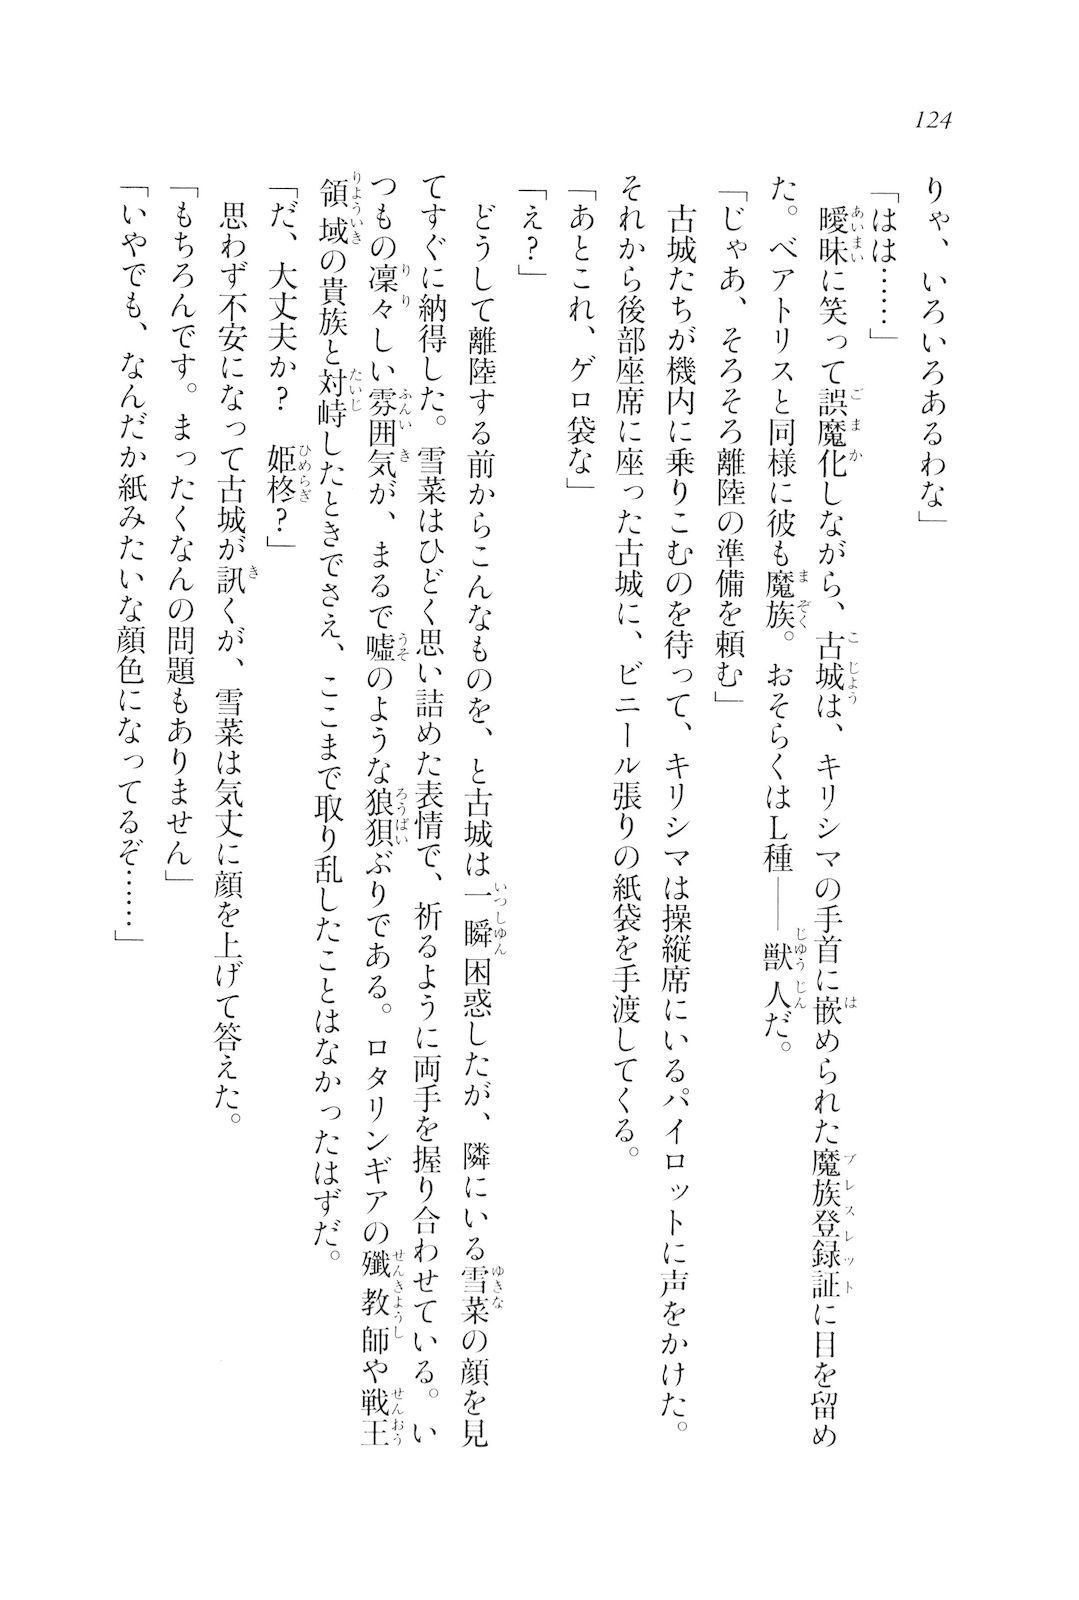 124
りゃ、いろいろあるわな」
「はは……」
曖昧に笑って誤魔化しながら、古城は、キリシマの手首に嵌められた魔族登録証に目を留め
た。ベアトリスと同様に彼も魔族。おそらくはL種――獣人だ。
「じゃあ、そろそろ離陸の準備を頼む」
古城たちが機内に乗りこむのを待って、キリシマは操縦席にいるパイロットに声をかけた。
それから後部座席に座った古城に、ビニール張りの紙袋を手渡してくる。
「あとこれ、ゲロ袋な」
「え？」
どうして離陸する前からこんなものを、と古城は一瞬困惑したが、隣にいる雪菜の顔を見
てすぐに納得した。雪菜はひどく思い詰めた表情で、祈るように両手を握り合わせている。い
つもの凜々しい雰囲気が、まるで嘘のような狼狽ぶりである。ロタリンギアの殲教師や戦王
領域の貴族と対峙したときでさえ、ここまで取り乱したことはなかったはずだ。
「だ、大丈夫か？　姫柊？」
思わず不安になって古城が訊くが、雪菜は気丈に顔を上げて答えた。
「もちろんです。まったくなんの問題もありません」
「いやでも、なんだか紙みたいな顔色になってるぞ……」